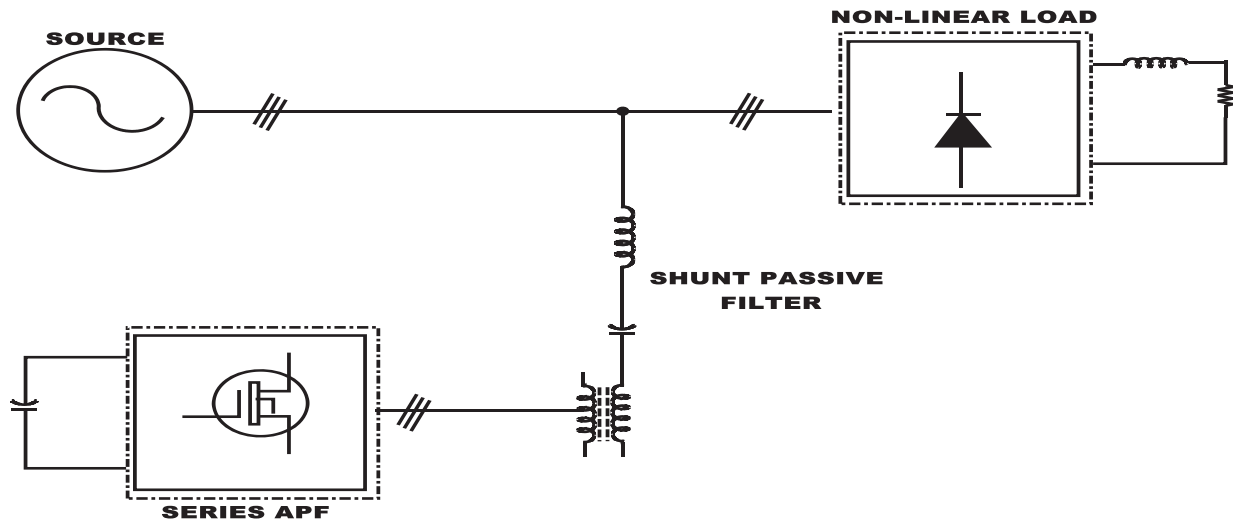 NON-LINEAR LOAD
SOURCE
SHUNT PASSIVE
FILTER
SERIES APF